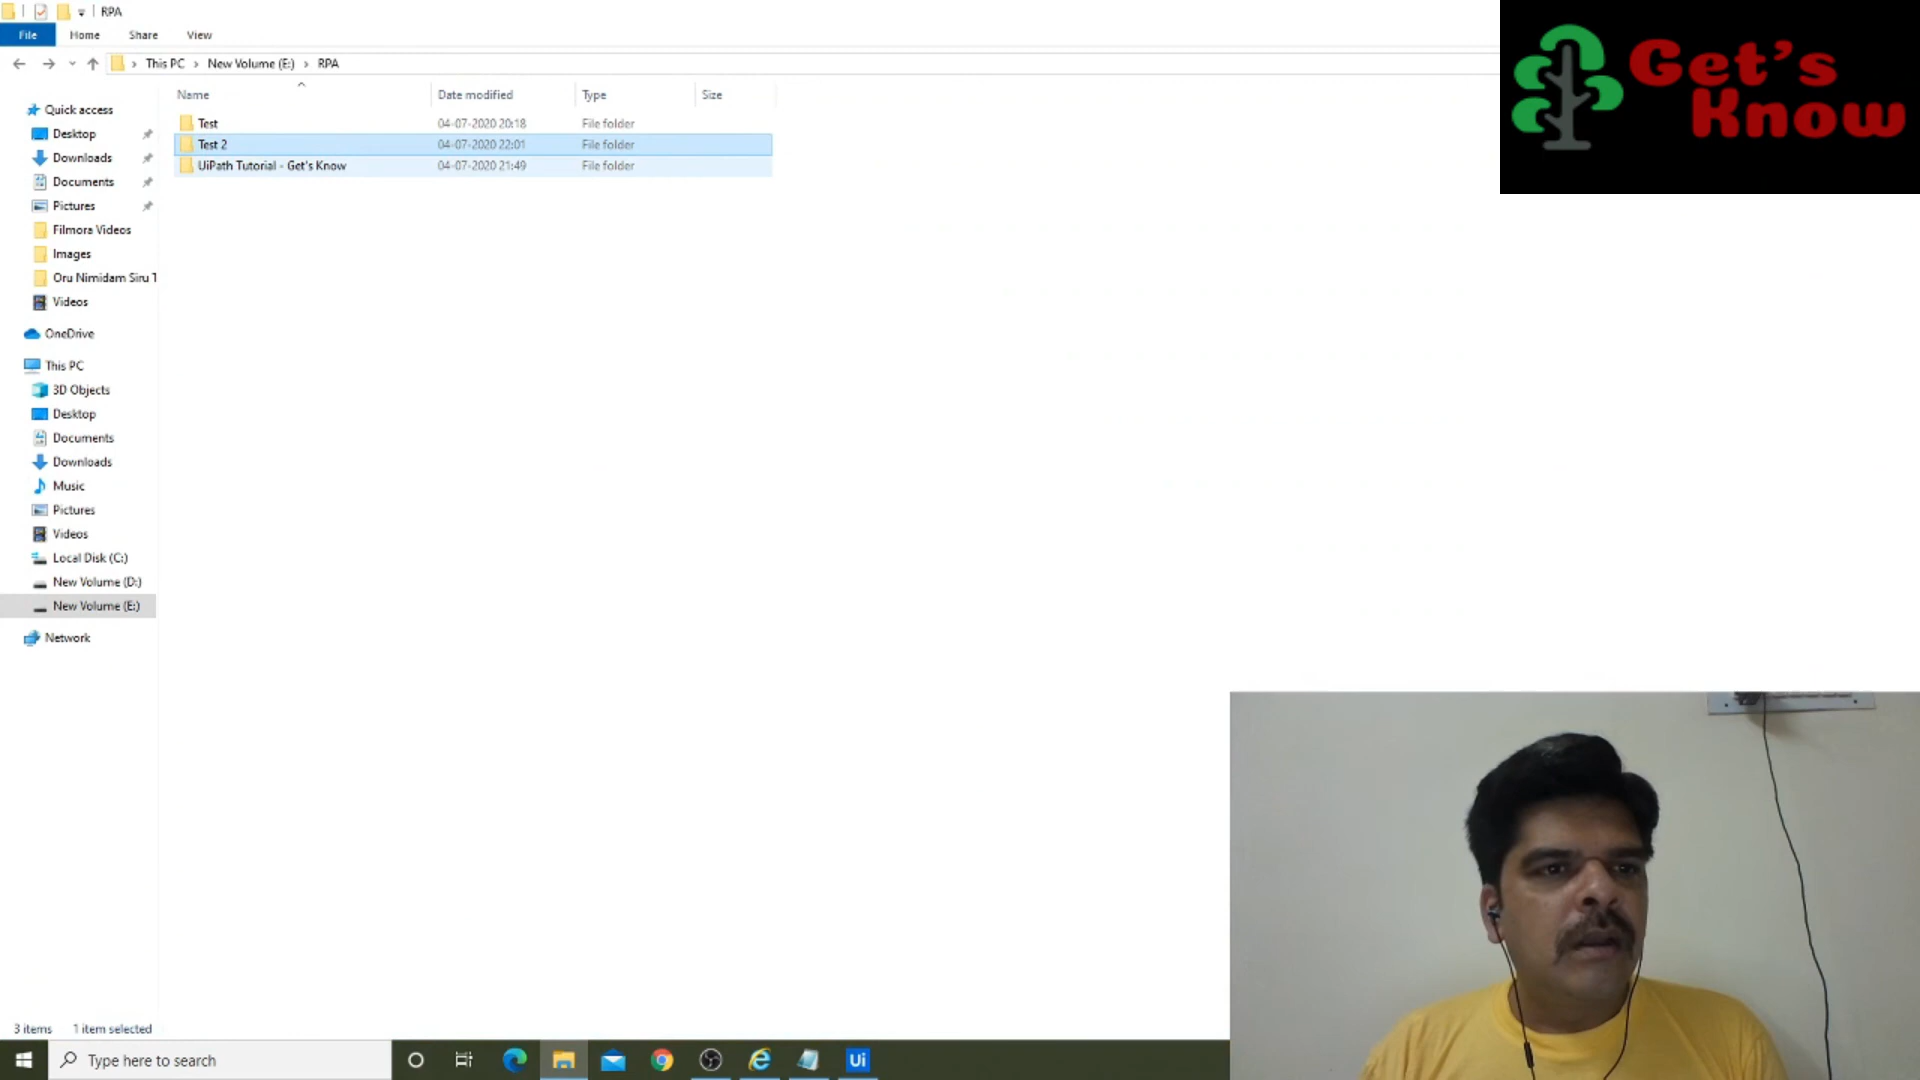 RPA
File Home Share View
This PC New Volume (E:) RPA
Name Date modified Type Size
Test 04-07-2020 20:18 File folder
Test 2 04-07-2020 22:01 File folder
UiPath Tutorial - Get's Know 04-07-2020 21:49 File folder
Quick access
Desktop
Downloads
Documents
Pictures
Filmora Videos
Images
Oru Nimidam Siru T
Videos
OneDrive
This PC
3D Objects
Desktop
Documents
Downloads
Music
Pictures
Videos
Local Disk (C:)
New Volume (D:)
New Volume (E:)
Network
3 items 1 item selected
Type here to search
Ui
Get's
Know